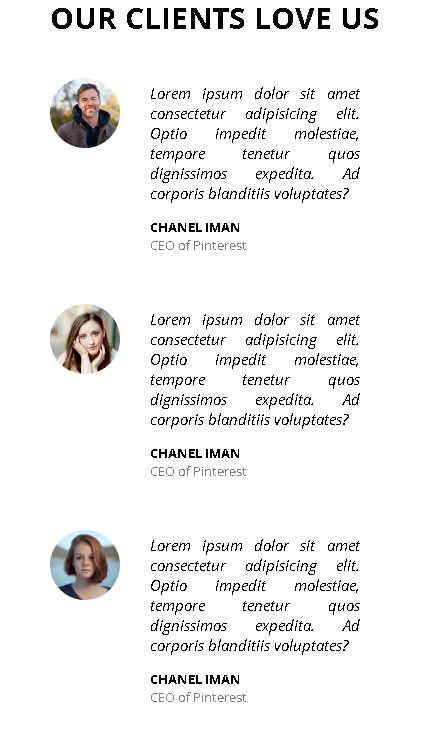 OUR CLIENTS LOVE US
Lorem ipsum dolor sit amet
consectetur adipisicing elit.
Optio impedit molestiae,
tempore tenetur quos
dignissimos expedita. Ad
corporis blanditiis voluptates?
CHANEL IMAN
CEO of Pinterest
Lorem ipsum dolor sit amet
consectetur adipisicing elit.
Optio impedit molestiae,
tempore tenetur quos
dignissimos expedita. Ad
corporis blanditiis voluptates?
CHANEL IMAN
CEO of Pinterest
Lorem ipsum dolor sit amet
consectetur adipisicing elit.
Optio impedit molestiae,
tempore tenetur quos
dignissimos expedita. Ad
corporis blanditiis voluptates?
CHANEL IMAN
CEO of Pinterest